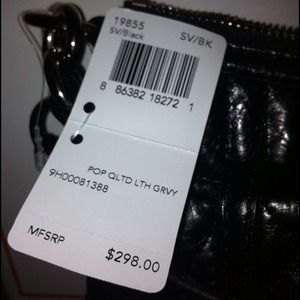 19855
SV/Black SV/BK
8 86382 18272 1
POP QLTD LTH GRVY
9H00081388
MFSRP $298.00